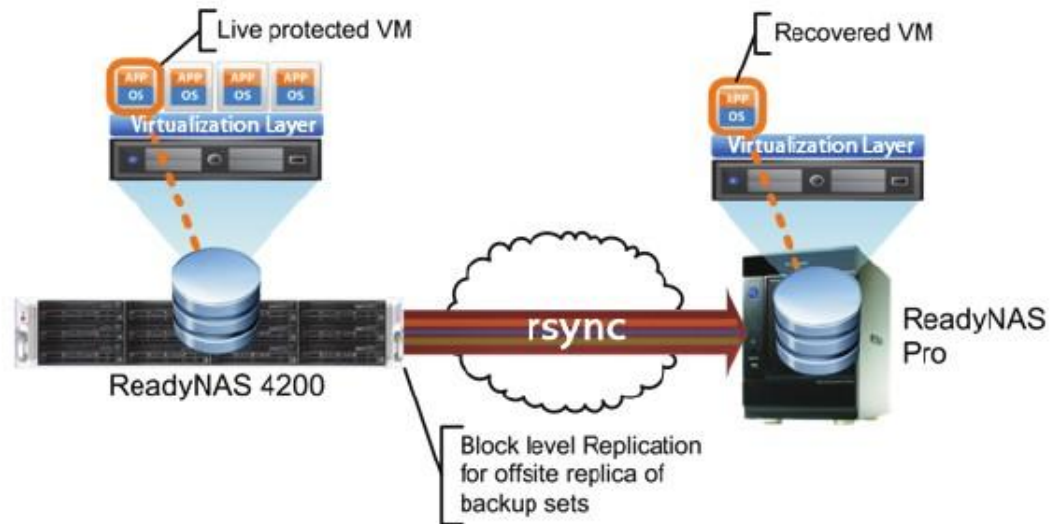 Live protected VM
Recovered VM
APP APP APP APP
OS OS OS OS
Virtualization Layer
APP
OS
Virtualization Layer
rsync
ReadyNAS 4200
ReadyNAS
Pro
Block level Replication
for offsite replica of
backup sets